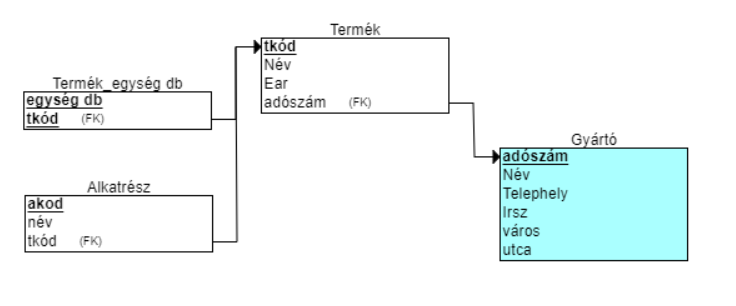 Termék
tkód
Név
Ear
adószám (FK)
Termék_egység db
egység db
tkód (FK)
Alkatrész
akod
név
tkód (FK)
Gyártó
adószám
Név
Telephely
Irsz
város
utca